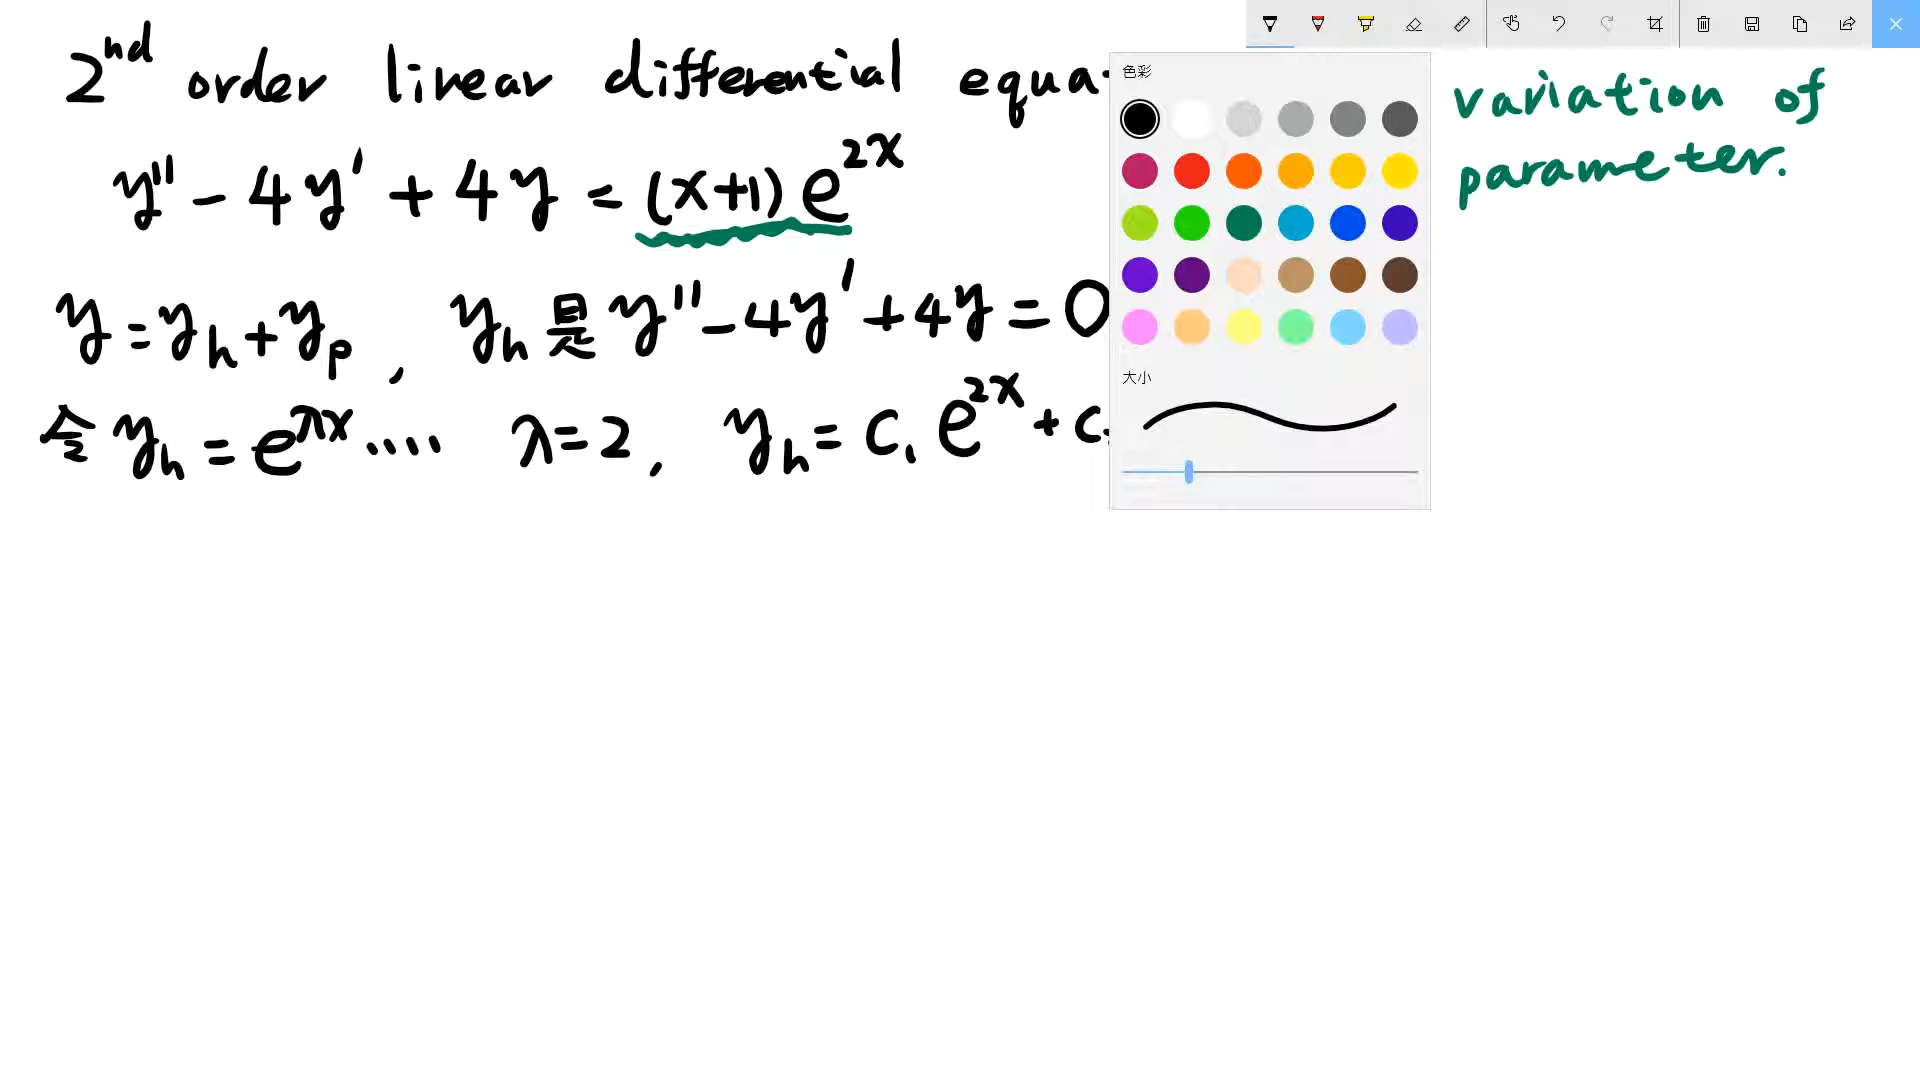 2nd order linear differential equa
variation of
parameter.
y'' - 4y' + 4y = (x+1) e^{2x}
y = y_h + y_p , y_h 是 y'' - 4y' + 4y = 0
令 y_h = e^{λx} .... λ = 2 , y_h = c_1 e^{2x} + c
色彩
大小